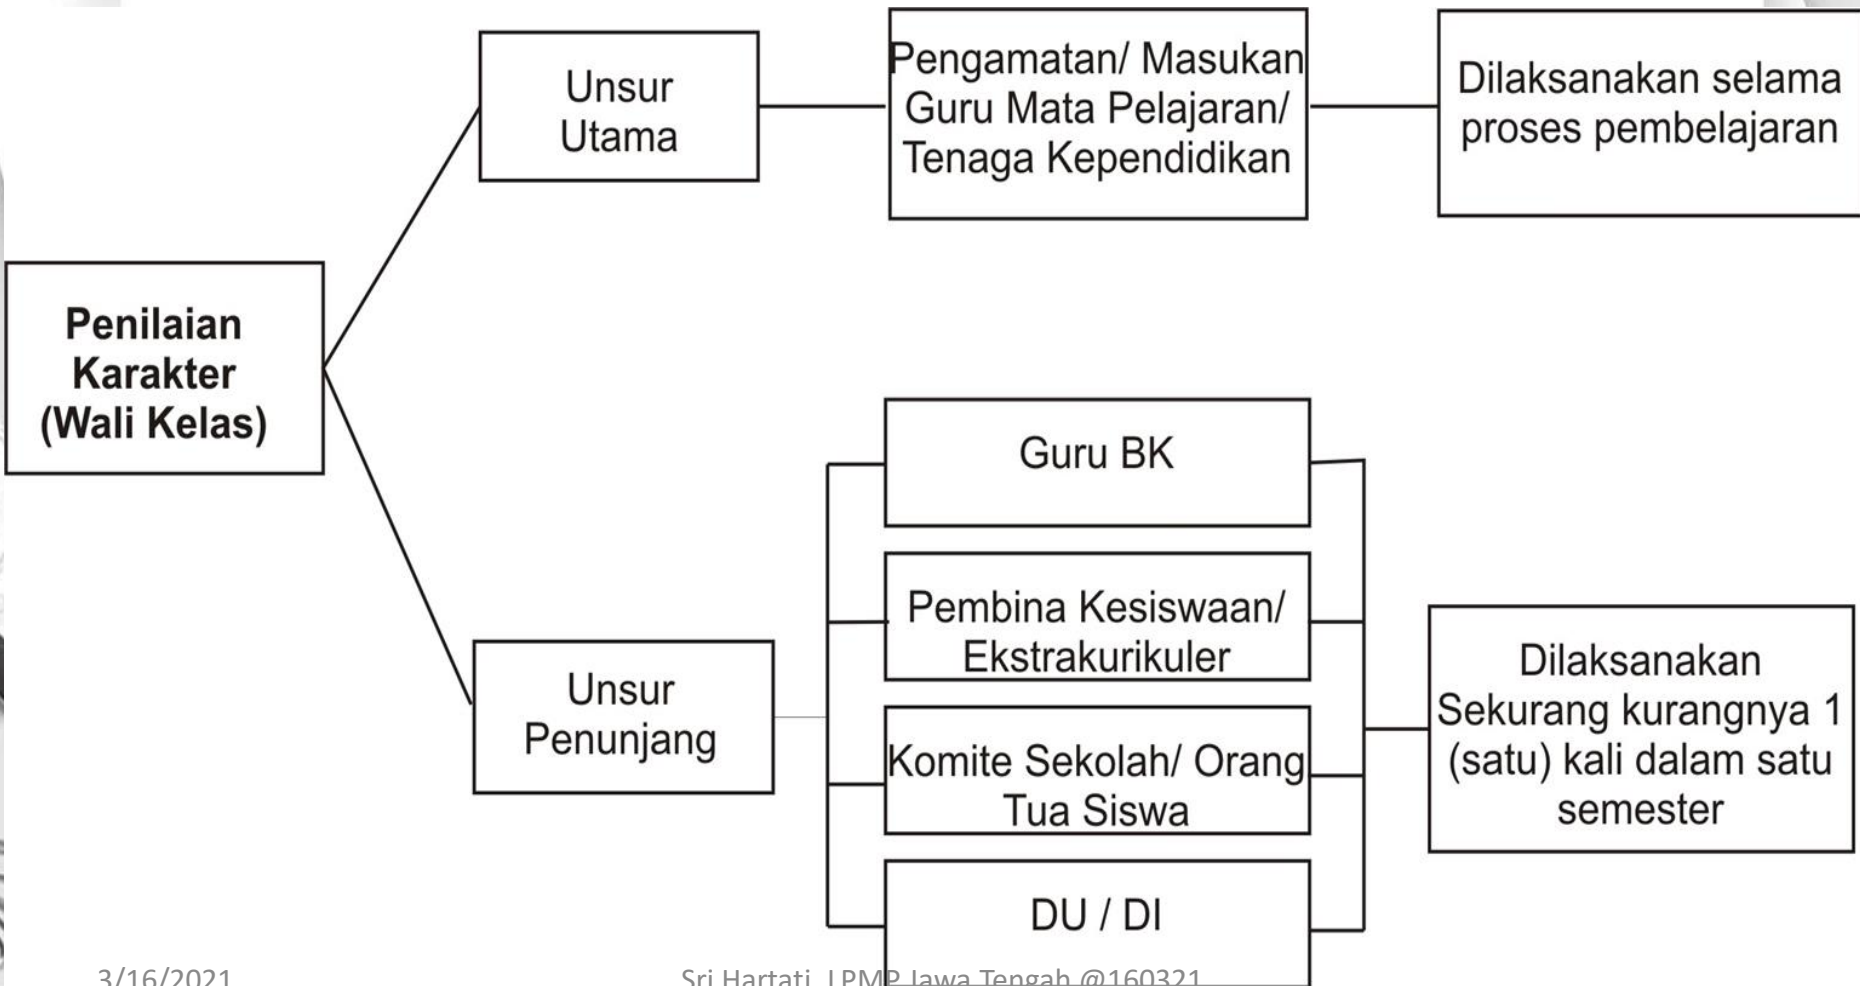 Unsur
Utama
Pengamatan/ Masukan
Guru Mata Pelajaran/
Tenaga Kependidikan
Dilaksanakan selama
proses pembelajaran
Penilaian
Karakter
(Wali Kelas)
Unsur
Penunjang
Guru BK
Pembina Kesiswaan/
Ekstrakurikuler
Komite Sekolah/ Orang
Tua Siswa
DU / DI
Dilaksanakan
Sekurang kurangnya 1
(satu) kali dalam satu
semester
3/16/2021
Sri Hartati_LPMP Jawa Tengah @160321